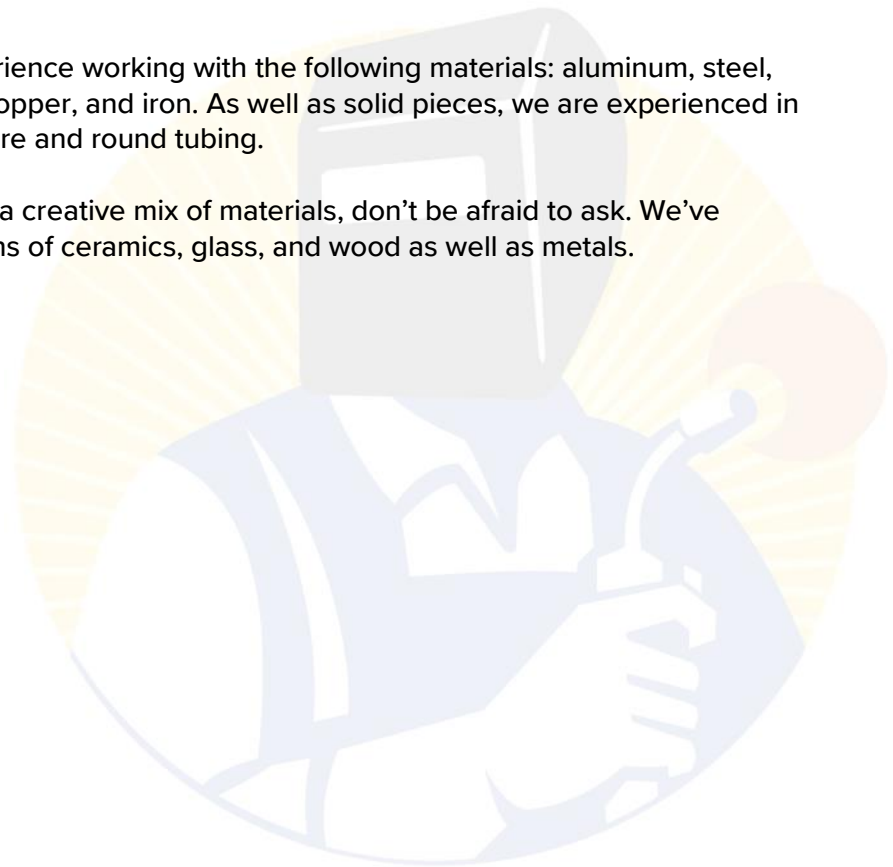 rience working with the following materials: aluminum, steel,
opper, and iron. As well as solid pieces, we are experienced in
re and round tubing.
a creative mix of materials, don’t be afraid to ask. We’ve
ns of ceramics, glass, and wood as well as metals.